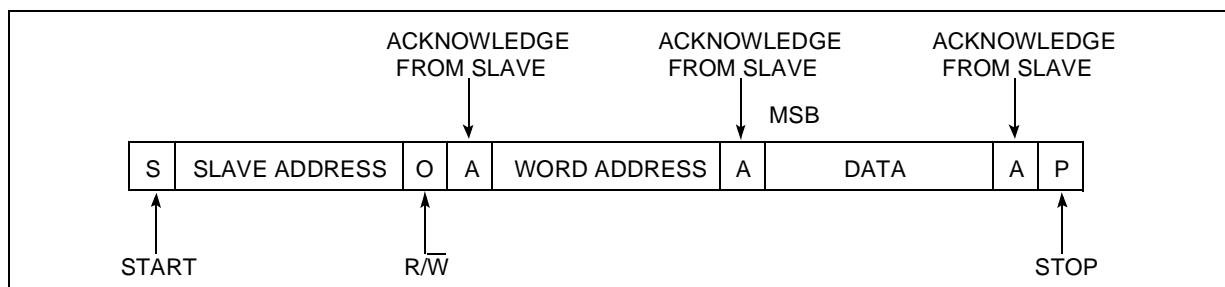 ACKNOWLEDGE ACKNOWLEDGE ACKNOWLEDGE
FROM SLAVE FROM SLAVE FROM SLAVE
MSB
S SLAVE ADDRESS O A WORD ADDRESS A DATA A P
START R/W̅ STOP